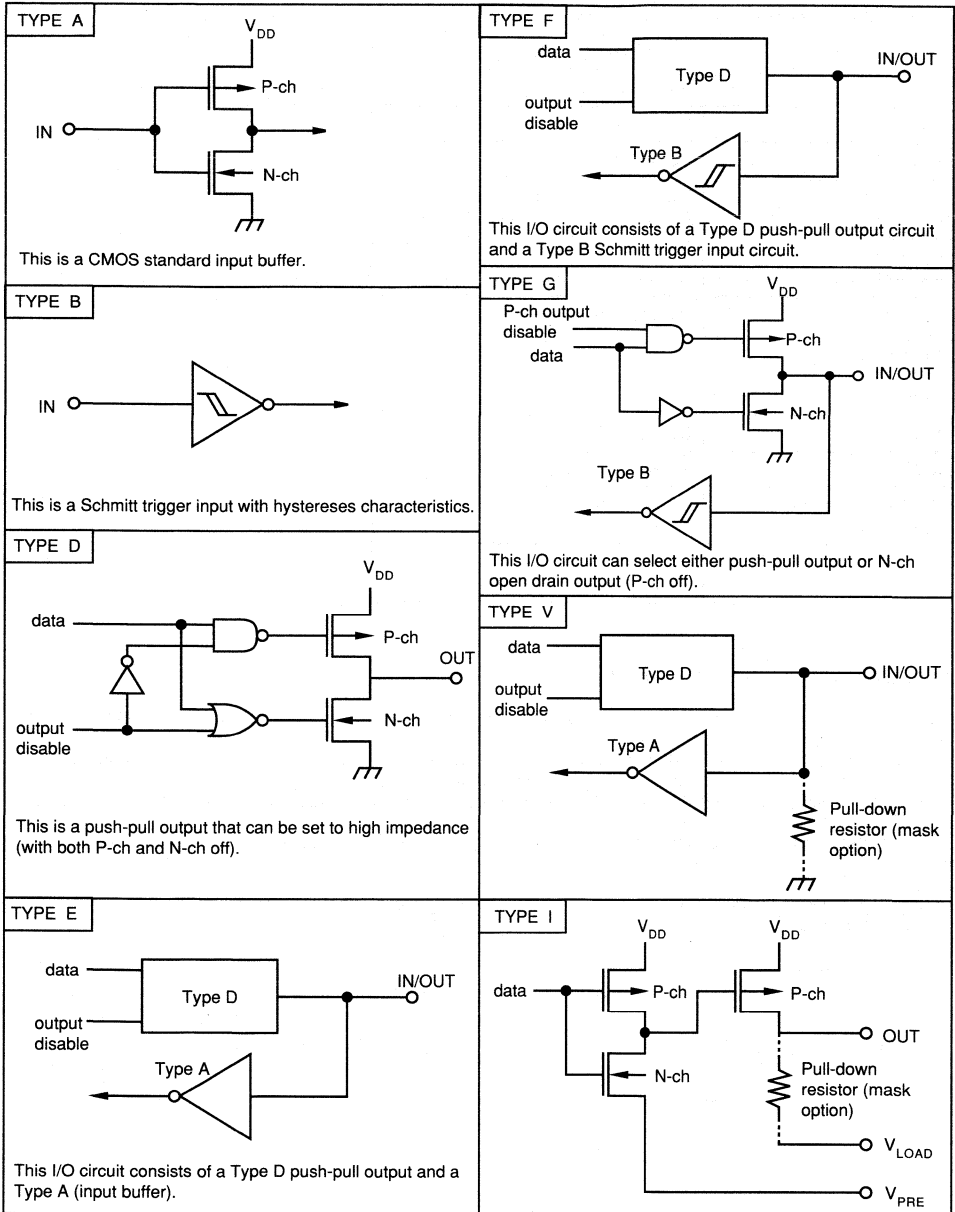 TYPE A
VDD
P-ch
IN
N-ch
This is a CMOS standard input buffer.
TYPE B
IN
This is a Schmitt trigger input with hystereses characteristics.
TYPE D
VDD
data
P-ch
OUT
N-ch
output
disable
This is a push-pull output that can be set to high impedance
(with both P-ch and N-ch off).
TYPE E
data
Type D
IN/OUT
output
disable
Type A
This I/O circuit consists of a Type D push-pull output and a
Type A (input buffer).
TYPE F
data
Type D
IN/OUT
output
disable
Type B
This I/O circuit consists of a Type D push-pull output circuit
and a Type B Schmitt trigger input circuit.
TYPE G
VDD
P-ch output
disable
P-ch
data
IN/OUT
N-ch
Type B
This I/O circuit can select either push-pull output or N-ch
open drain output (P-ch off).
TYPE V
data
Type D
IN/OUT
output
disable
Type A
Pull-down
resistor (mask
option)
TYPE I
VDD
VDD
data
P-ch
P-ch
OUT
N-ch
Pull-down
resistor (mask
option)
VLOAD
VPRE